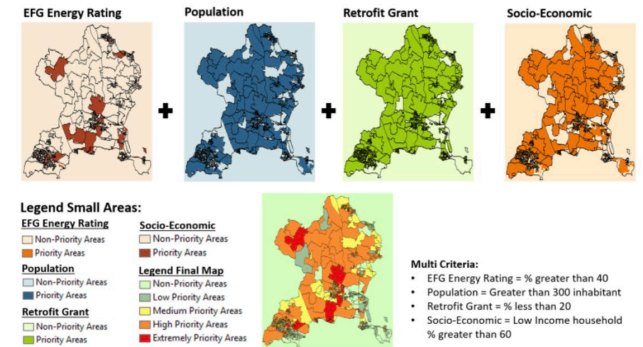 EFG Energy Rating
Population
Retrofit Grant
Socio-Economic
Legend Small Areas:
EFG Energy Rating
Non-Priority Areas
Priority Areas
Population
Non-Priority Areas
Priority Areas
Retrofit Grant
Non-Priority Areas
Priority Areas
Socio-Economic
Non-Priority Areas
Priority Areas
Legend Final Map
Non-Priority Areas
Low Priority Areas
Medium Priority Areas
High Priority Areas
Extremely Priority Areas
Multi Criteria:
• EFG Energy Rating = % greater than 40
• Population = Greater than 300 inhabitant
• Retrofit Grant = % less than 20
• Socio-Economic = Low Income household
% greater than 60